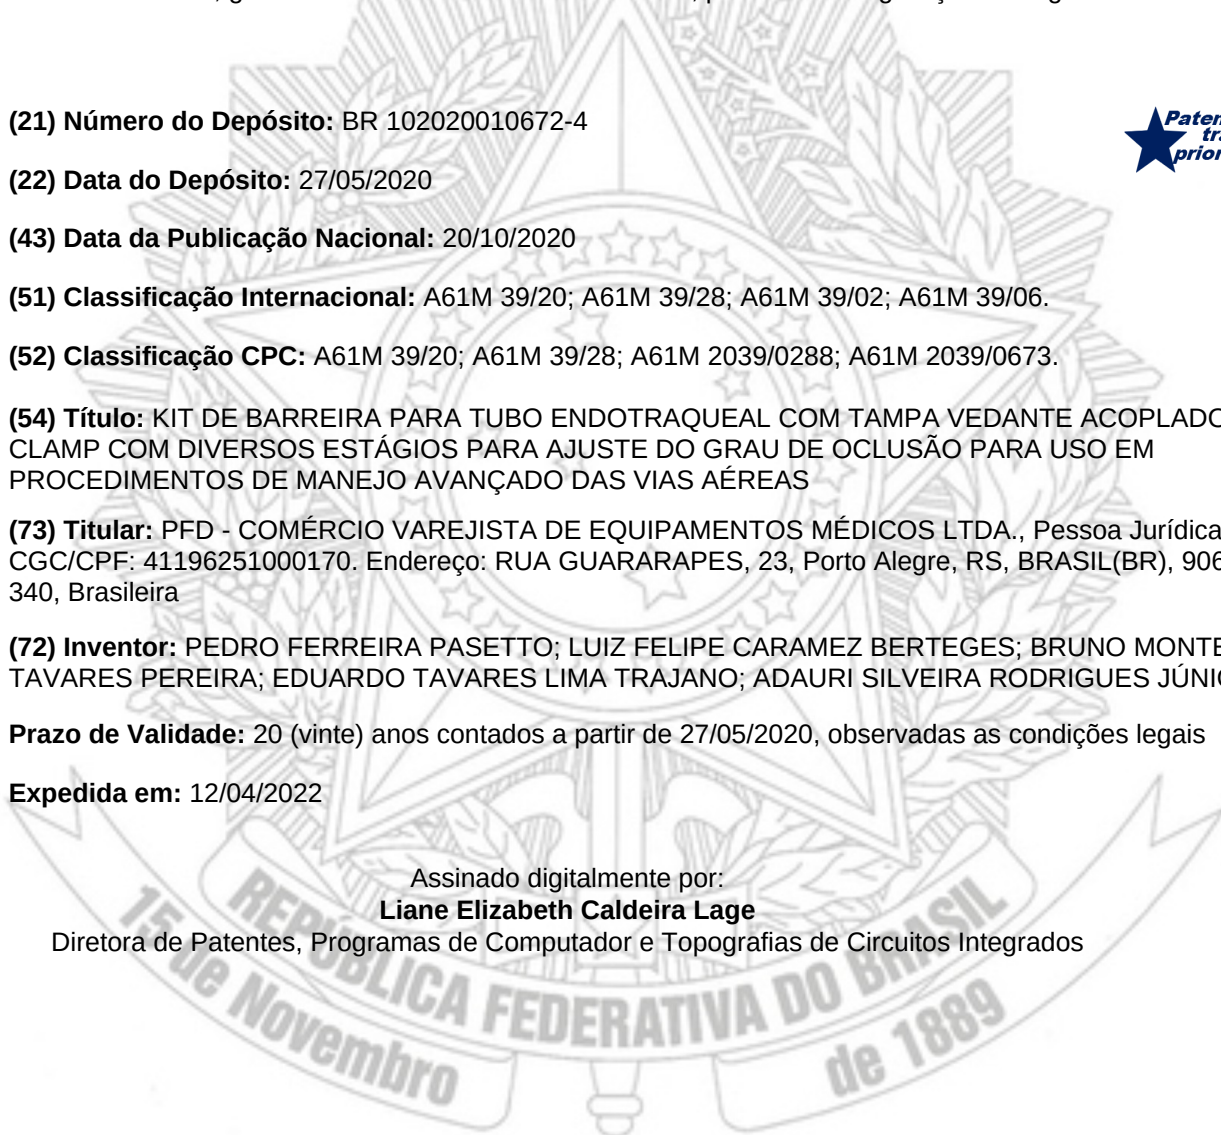 (21) Número do Depósito: BR 102020010672-4
(22) Data do Depósito: 27/05/2020
(43) Data da Publicação Nacional: 20/10/2020
(51) Classificação Internacional: A61M 39/20; A61M 39/28; A61M 39/02; A61M 39/06.
(52) Classificação CPC: A61M 39/20; A61M 39/28; A61M 2039/0288; A61M 2039/0673.
(54) Título: KIT DE BARREIRA PARA TUBO ENDOTRAQUEAL COM TAMPA VEDANTE ACOPLADO
CLAMP COM DIVERSOS ESTÁGIOS PARA AJUSTE DO GRAU DE OCLUSÃO PARA USO EM
PROCEDIMENTOS DE MANEJO AVANÇADO DAS VIAS AÉREAS
(73) Titular: PFD - COMÉRCIO VAREJISTA DE EQUIPAMENTOS MÉDICOS LTDA., Pessoa Jurídica
CGC/CPF: 41196251000170. Endereço: RUA GUARARAPES, 23, Porto Alegre, RS, BRASIL(BR), 906
340, Brasileira
(72) Inventor: PEDRO FERREIRA PASETTO; LUIZ FELIPE CARAMEZ BERTEGES; BRUNO MONTE
TAVARES PEREIRA; EDUARDO TAVARES LIMA TRAJANO; ADAURI SILVEIRA RODRIGUES JÚNI
Prazo de Validade: 20 (vinte) anos contados a partir de 27/05/2020, observadas as condições legais
Expedida em: 12/04/2022
Assinado digitalmente por:
Liane Elizabeth Caldeira Lage
Diretora de Patentes, Programas de Computador e Topografias de Circuitos Integrados
REPÚBLICA FEDERATIVA DO BRASIL
15 de Novembro
de 1889